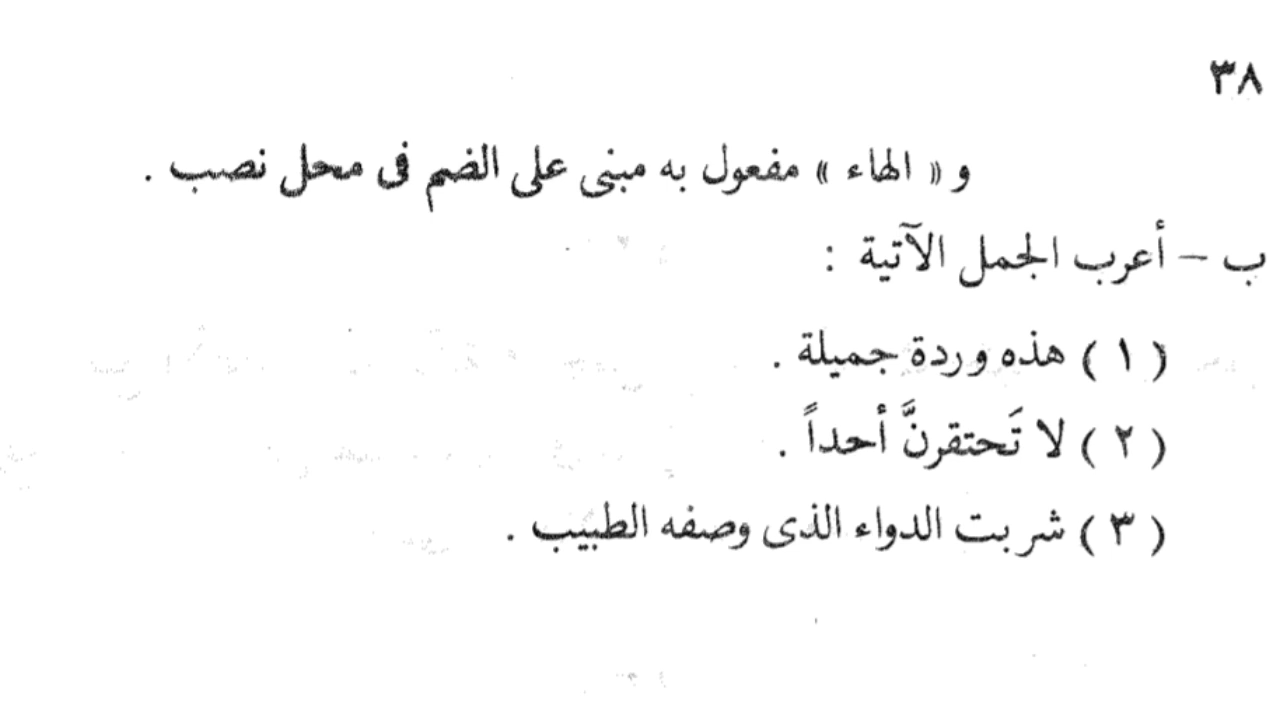 ٣٨
و « الهاء » مفعول به مبنى على الضم فى محل نصب .
ب – أعرب الجمل الآتية :
( ١ ) هذه وردة جميلة .
( ٢ ) لا تَحتقرنَّ أحداً .
( ٣ ) شربت الدواء الذى وصفه الطبيب .